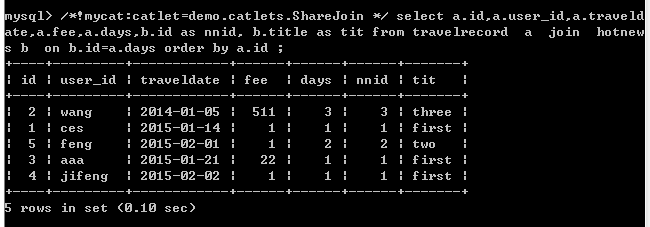 mysql> /*!mycat:catlet=demo.catlets.ShareJoin */ select a.id,a.user_id,a.traveld
ate,a.fee,a.days,b.id as nnid, b.title as tit from travelrecord  a  join  hotnew
s b  on b.id=a.days order by a.id ;
+----+---------+------------+------+------+------+-------+
| id | user_id | traveldate | fee  | days | nnid | tit   |
+----+---------+------------+------+------+------+-------+
|  2 | wang    | 2014-01-05 |  511 |    3 |    3 | three |
|  1 | ces     | 2015-01-14 |    1 |    1 |    1 | first |
|  5 | feng    | 2015-02-01 |    1 |    2 |    2 | two   |
|  3 | aaa     | 2015-01-21 |   22 |    1 |    1 | first |
|  4 | jifeng  | 2015-02-02 |    1 |    1 |    1 | first |
+----+---------+------------+------+------+------+-------+
5 rows in set (0.10 sec)